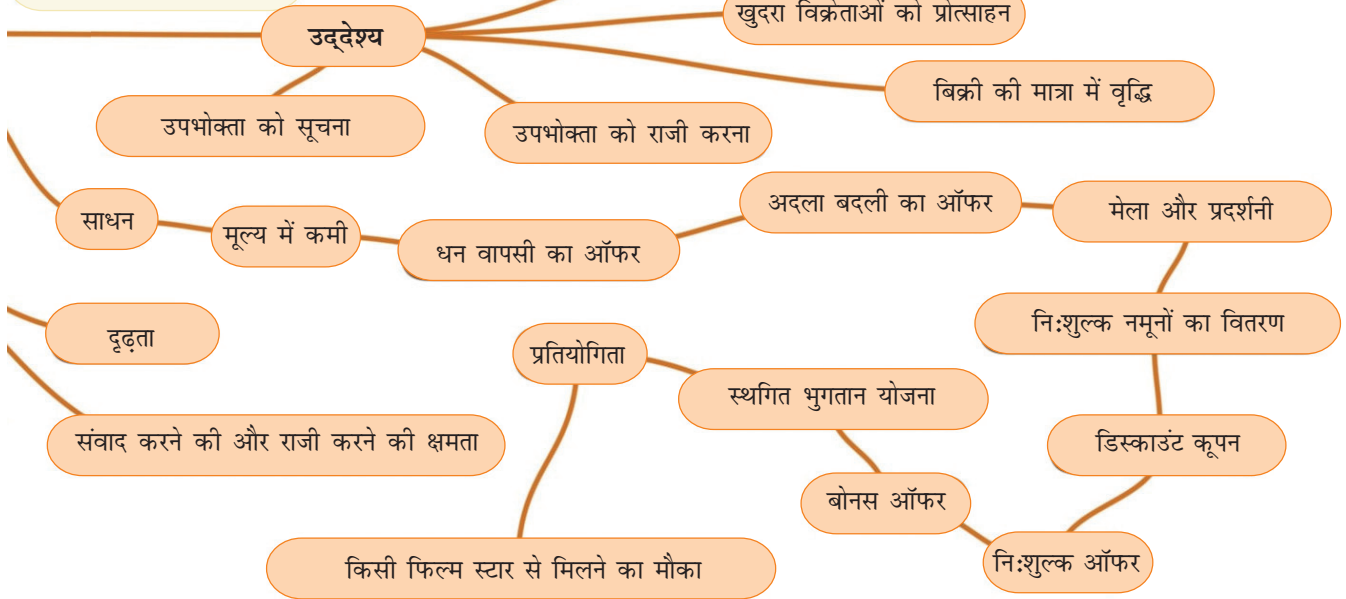 खुदरा विक्रेताओं को प्रोत्साहन
उद्देश्य
बिक्री की मात्रा में वृद्धि
उपभोक्ता को सूचना
उपभोक्ता को राजी करना
साधन
मूल्य में कमी
धन वापसी का ऑफर
अदला बदली का ऑफर
मेला और प्रदर्शनी
नि:शुल्क नमूनों का वितरण
दृढ़ता
प्रतियोगिता
स्थगित भुगतान योजना
संवाद करने की और राजी करने की क्षमता
डिस्काउंट कूपन
बोनस ऑफर
नि:शुल्क ऑफर
किसी फिल्म स्टार से मिलने का मौका